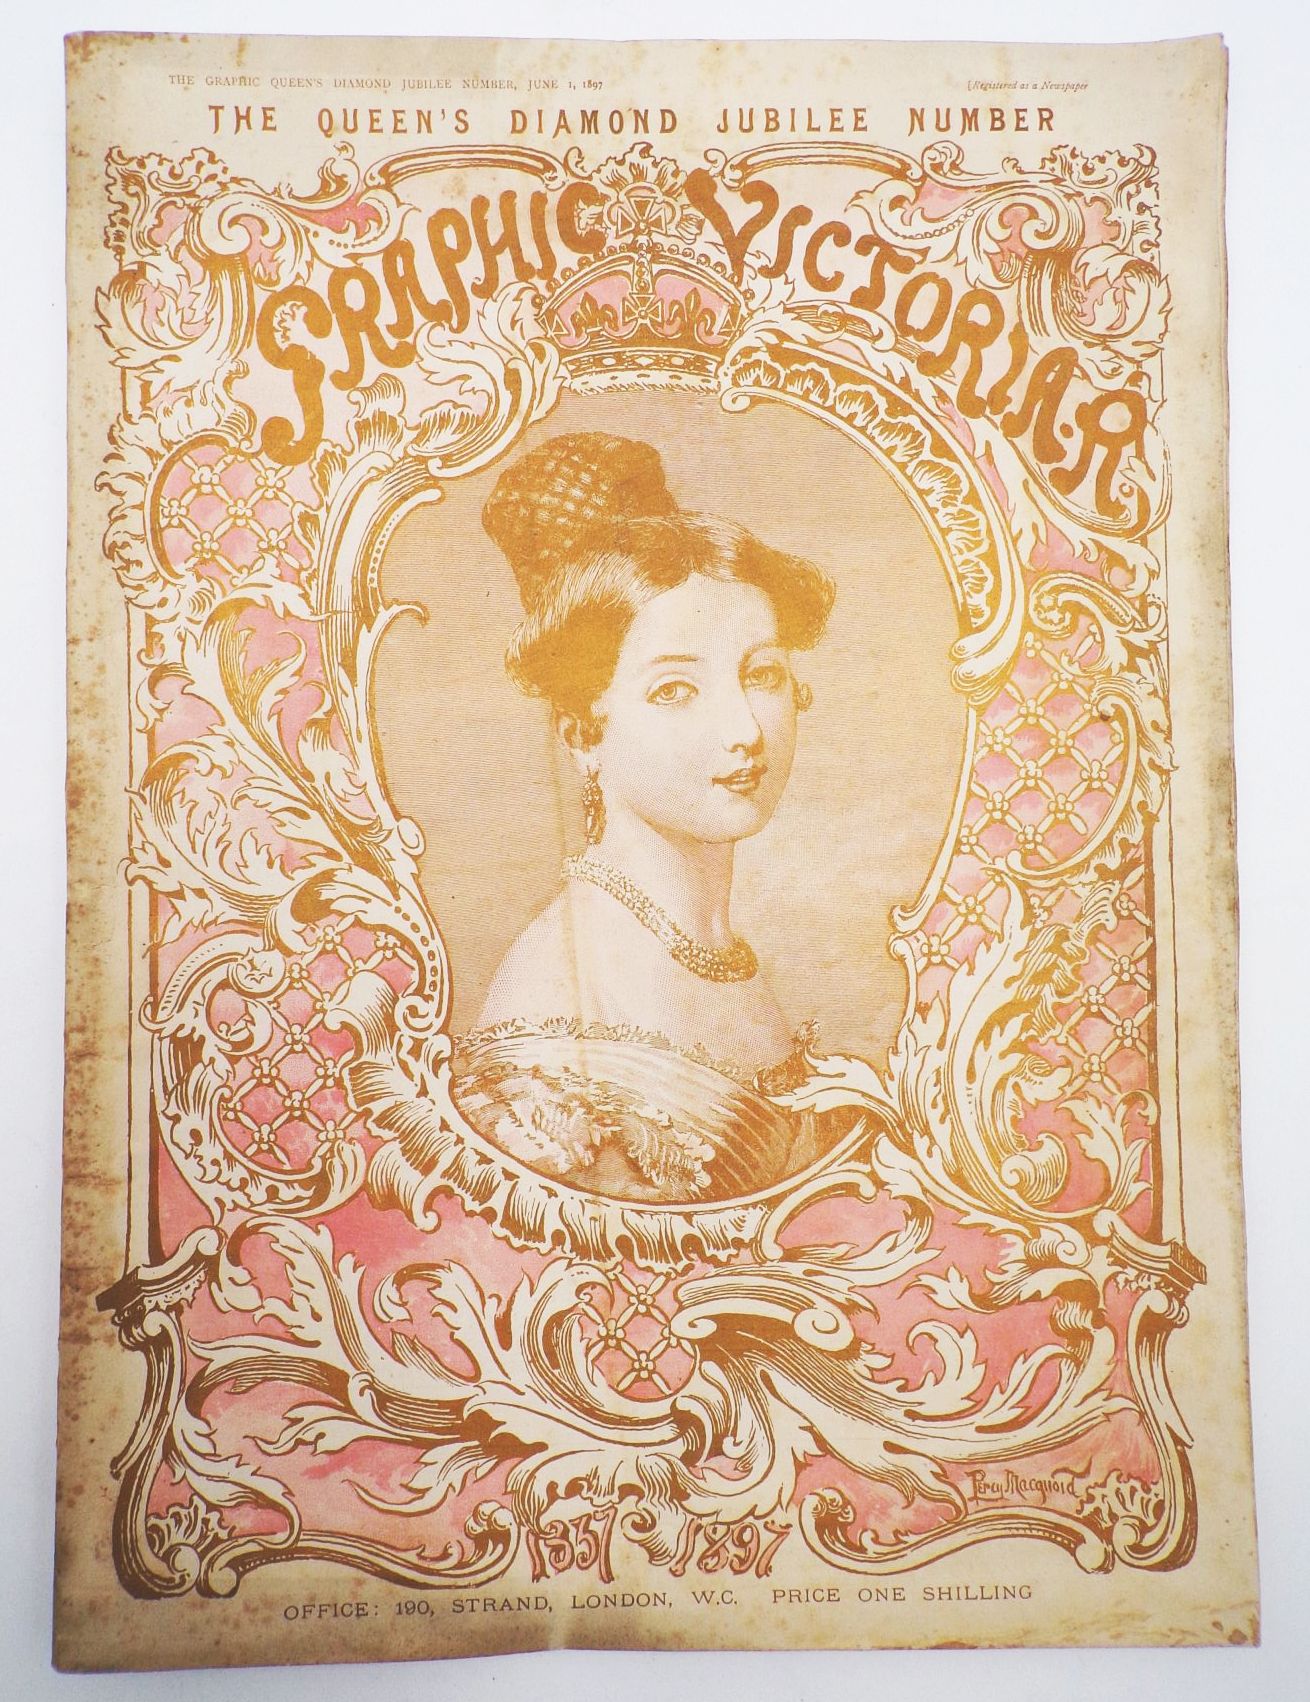 THE GRAPHIC QUEEN'S DIAMOND JUBILEE NUMBER, JUNE 1, 1897
[Registered as a Newspaper
THE QUEEN'S DIAMOND JUBILEE NUMBER
GRAPHIC VICTORIA·R·
Percy Macquoid
1837 1897
OFFICE: 190, STRAND, LONDON, W.C. PRICE ONE SHILLING